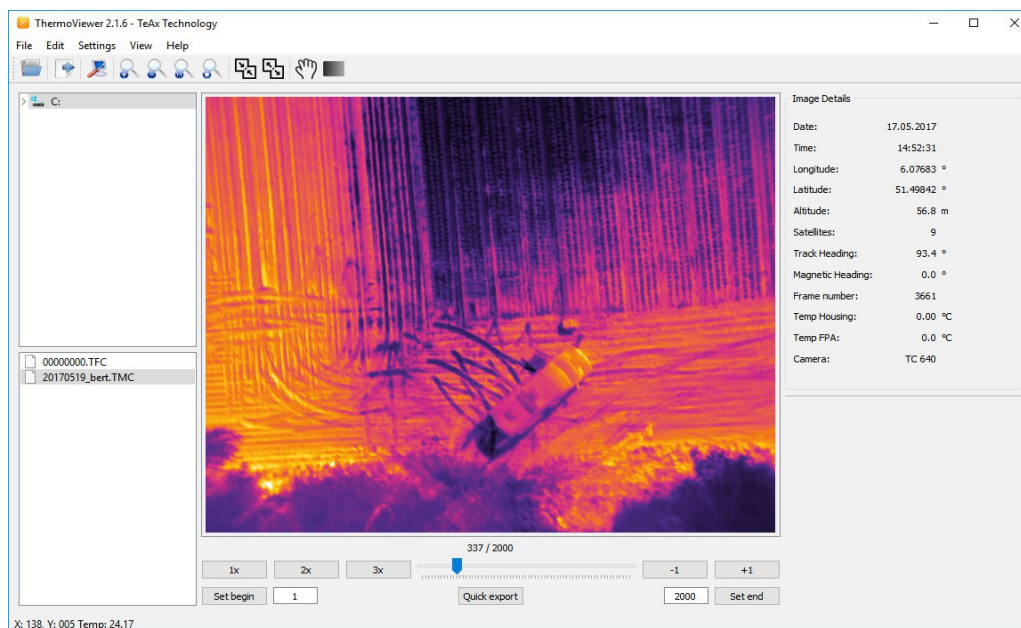 ThermoViewer 2.1.6 - TeAx Technology
File Edit Settings View Help
C:
00000000.TFC
20170519_bert.TMC
Image Details
Date: 17.05.2017
Time: 14:52:31
Longitude: 6.07683 °
Latitude: 51.49842 °
Altitude: 56.8 m
Satellites: 9
Track Heading: 93.4 °
Magnetic Heading: 0.0 °
Frame number: 3661
Temp Housing: 0.00 °C
Temp FPA: 0.0 °C
Camera: TC 640
337 / 2000
1x 2x 3x -1 +1
Set begin 1 Quick export 2000 Set end
X: 138, Y: 005 Temp: 24.17